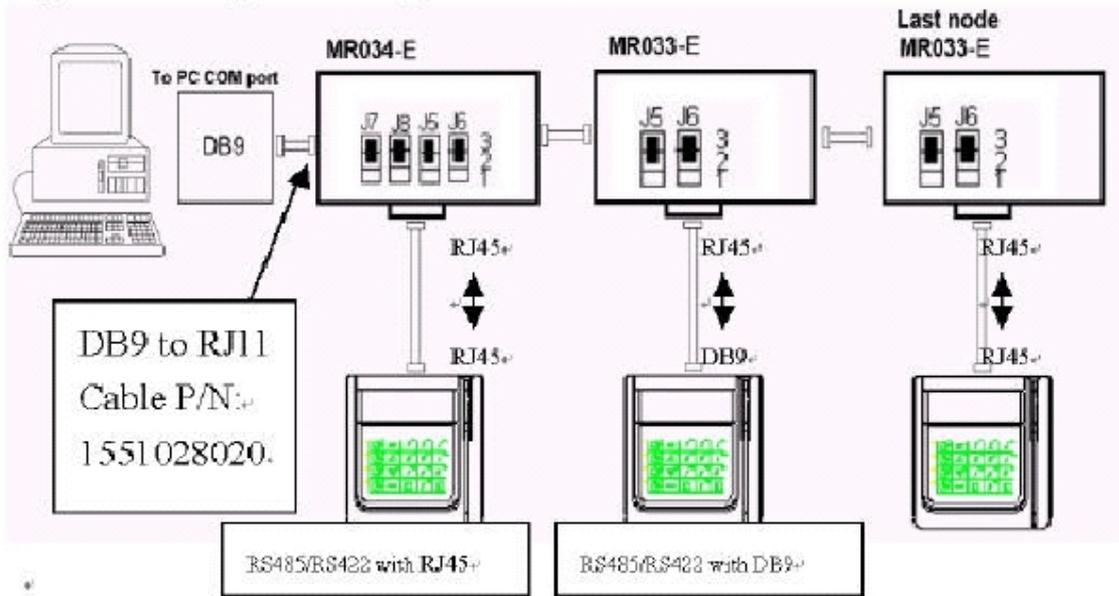 Last node
MR034-E
MR033-E
MR033-E
To PC COM port
DB9
J7 J8 J5 J6
3
2
1
J5 J6
3
2
1
J5 J6
3
2
1
RJ45
RJ45
RJ45
RJ45
DB9
RJ45
DB9 to RJ11
Cable P/N:
1551028020.
RS485/RS422 with RJ45
RS485/RS422 with DB9